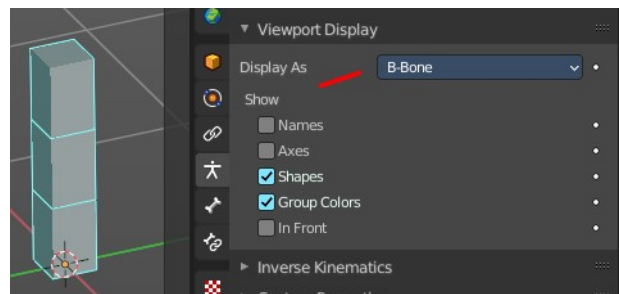 Viewport Display
Display As B-Bone
Show
Names
Axes
Shapes
Group Colors
In Front
Inverse Kinematics